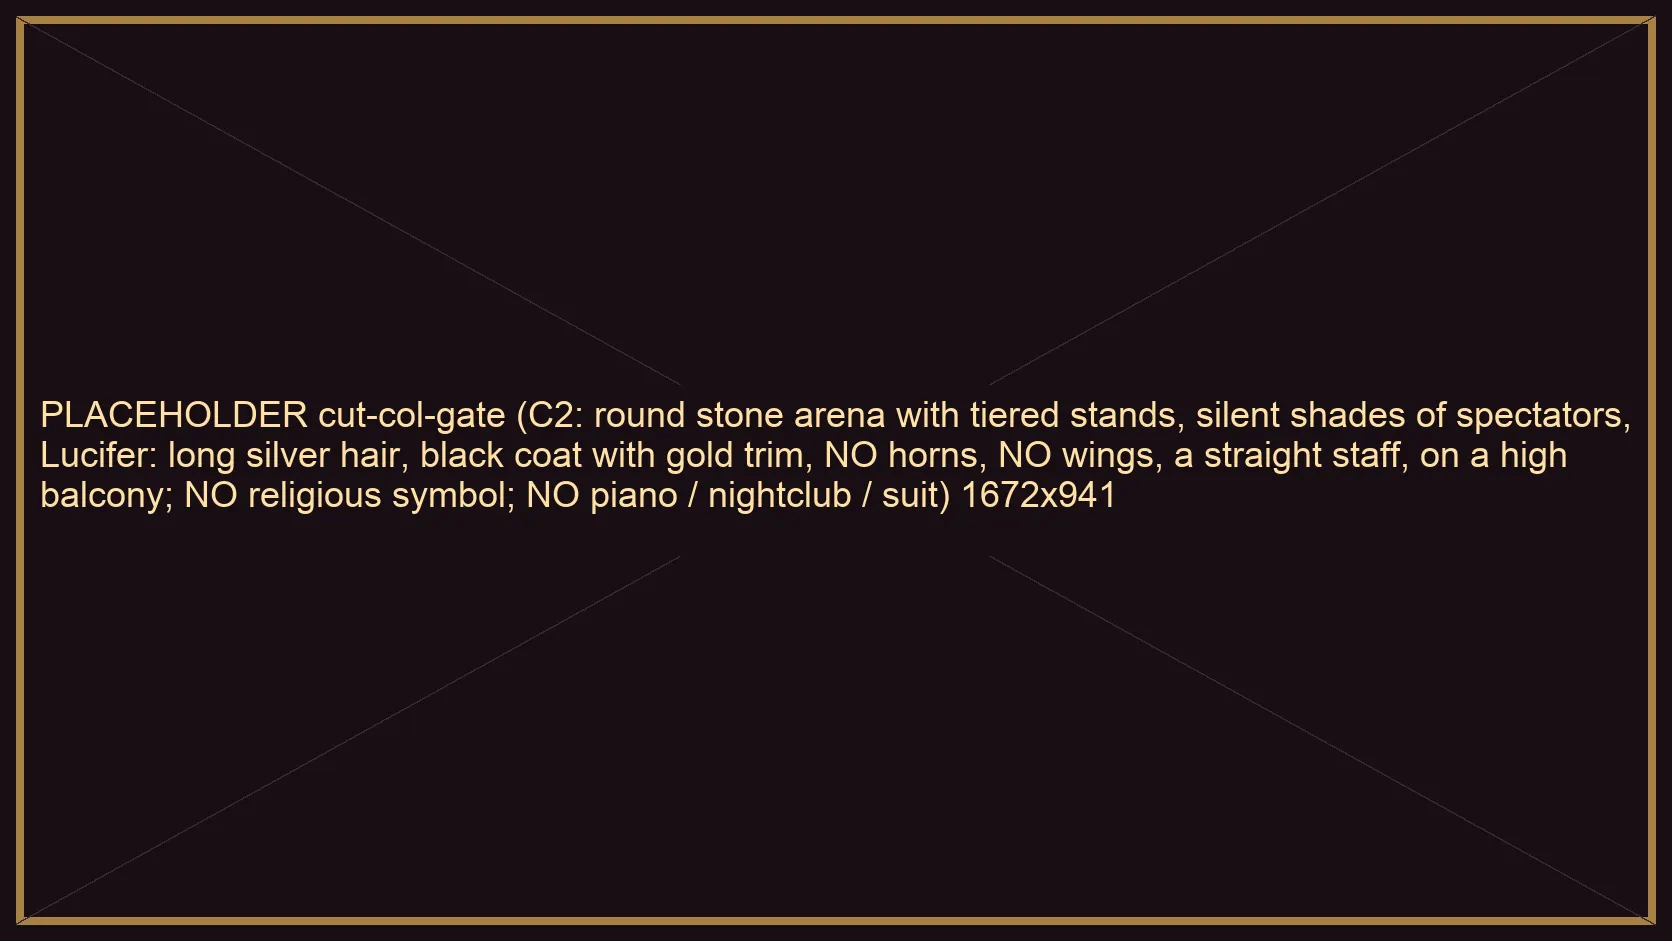 PLACEHOLDER cut-col-gate (C2: round stone arena with tiered stands, silent shades of spectators,
Lucifer: long silver hair, black coat with gold trim, NO horns, NO wings, a straight staff, on a high
balcony; NO religious symbol; NO piano / nightclub / suit) 1672x941